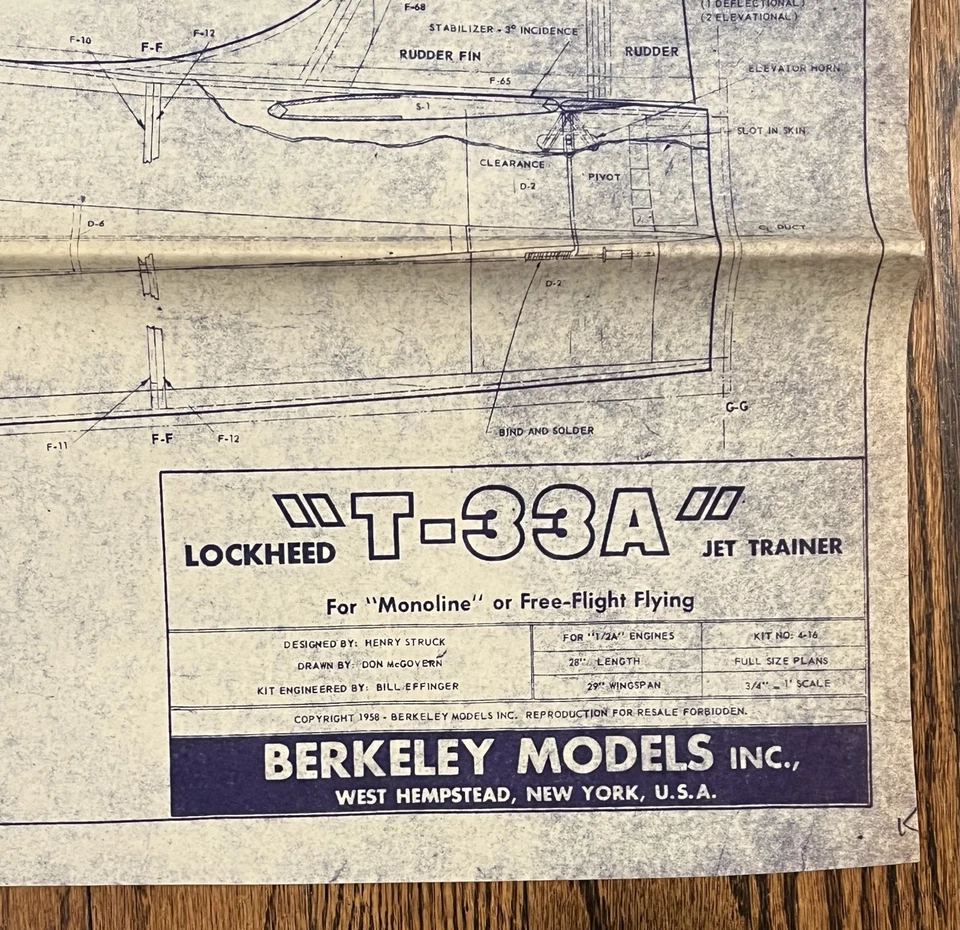 (1 DEFLECTIONAL)
(2 ELEVATIONAL)
F-68
STABILIZER - 3° INCIDENCE
F-10
F-F
F-12
RUDDER FIN
RUDDER
F-65
ELEVATOR HORN
S-1
SLOT IN SKIN
CLEARANCE
PIVOT
D-2
D-6
CL DUCT
D-2
G-G
F-11
F-F
F-12
BIND AND SOLDER
LOCKHEED "T-33A" JET TRAINER
For "Monoline" or Free-Flight Flying
DESIGNED BY: HENRY STRUCK
DRAWN BY: DON McGOVERN
KIT ENGINEERED BY: BILL EFFINGER
FOR "1/2A" ENGINES
28" LENGTH
29" WINGSPAN
KIT NO: 4-16
FULL SIZE PLANS
3/4" = 1' SCALE
COPYRIGHT 1958 - BERKELEY MODELS INC. REPRODUCTION FOR RESALE FORBIDDEN.
BERKELEY MODELS INC.,
WEST HEMPSTEAD, NEW YORK, U.S.A.
K